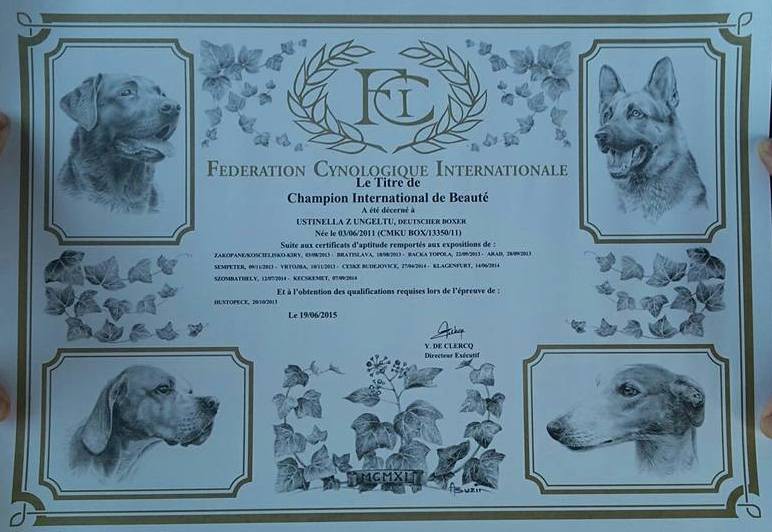 FCI
FEDERATION CYNOLOGIQUE INTERNATIONALE
Le Titre de
Champion International de Beauté
A été décerné à
USTINELLA Z UNGELTU, DEUTSCHER BOXER
Née le 03/06/2011 (CMKU BOX/13350/11)
Suite aux certificats d'aptitude remportés aux expositions de :
ZAKOPANE/KOSCIELISKO-KIRY, 03/08/2013 - BRATISLAVA, 18/08/2013 - BACKA TOPOLA, 22/09/2013 - ARAD, 28/09/2013
SEMPETER, 09/11/2013 - VRTOJBA, 10/11/2013 - CESKE BUDEJOVICE, 27/04/2014 - KLAGENFURT, 14/06/2014
SZOMBATHELY, 12/07/2014 - KECSKEMET, 07/09/2014
Et à l'obtention des qualifications requises lors de l'épreuve de :
HUSTOPECE, 20/10/2013
Le 19/06/2015
Y. DE CLERCQ
Directeur Exécutif
MCMXI